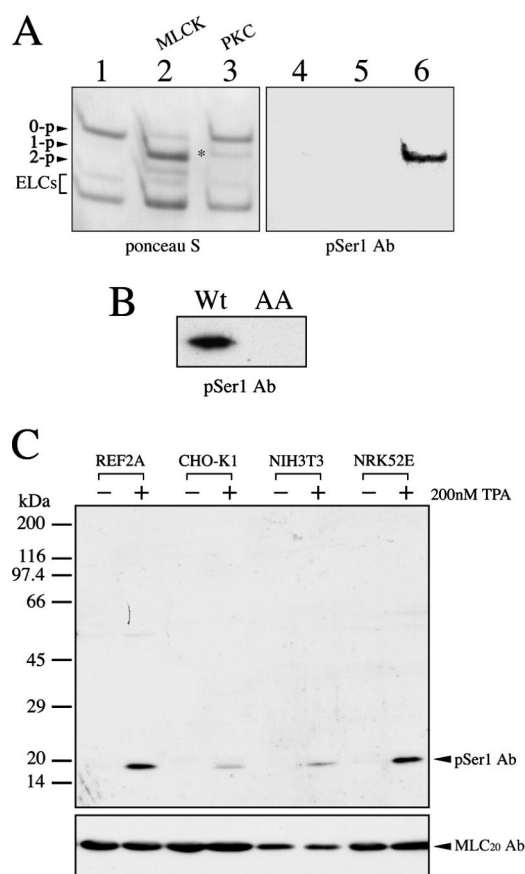 A
MLCK PKC
1 2 3 4 5 6
0-p
1-p
2-p
*
ELCs
ponceau S pSer1 Ab
B
Wt AA
pSer1 Ab
C
REF2A CHO-K1 NIH3T3 NRK52E
− + − + − + − + 200nM TPA
kDa
200
116
97.4
66
45
29
20
14
pSer1 Ab
MLC20 Ab